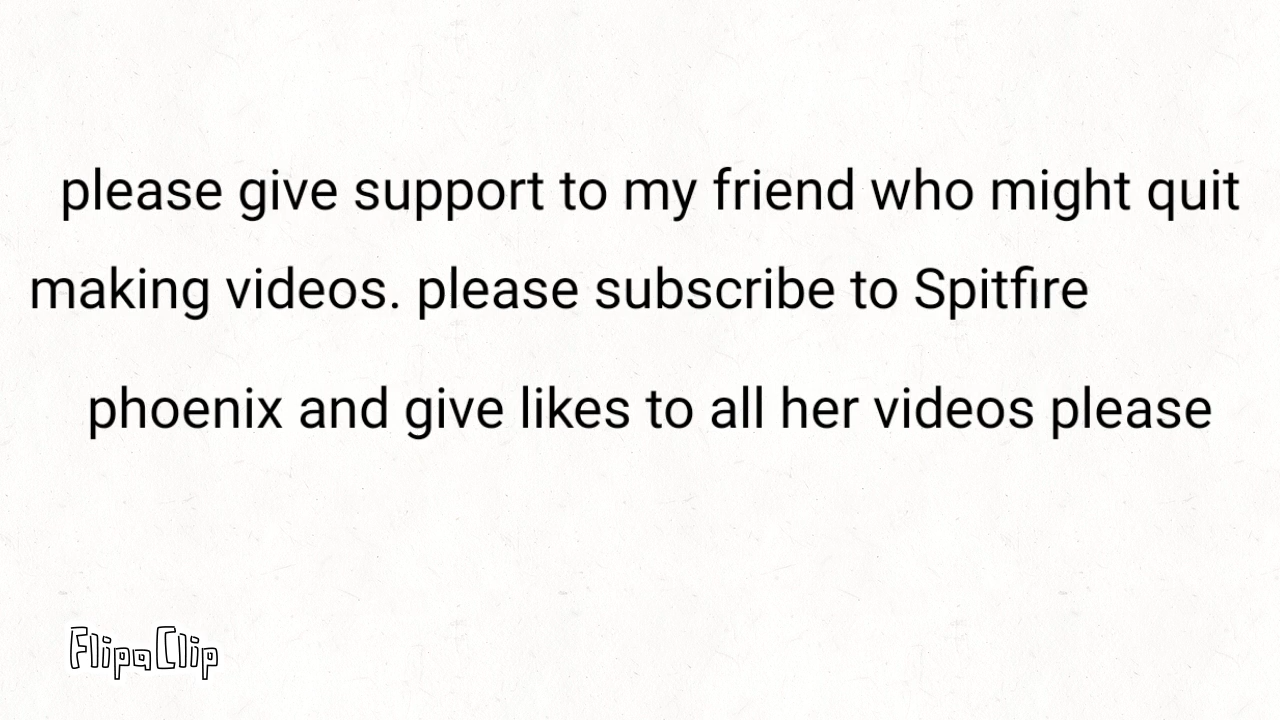 please give support to my friend who might quit
making videos. please subscribe to Spitfire
phoenix and give likes to all her videos please
FlipaClip